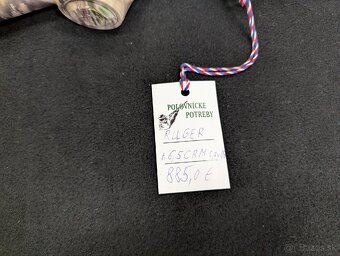 POĽOVNÍCKE
POTREBY
RUGER
6.5CRM
885,0 €